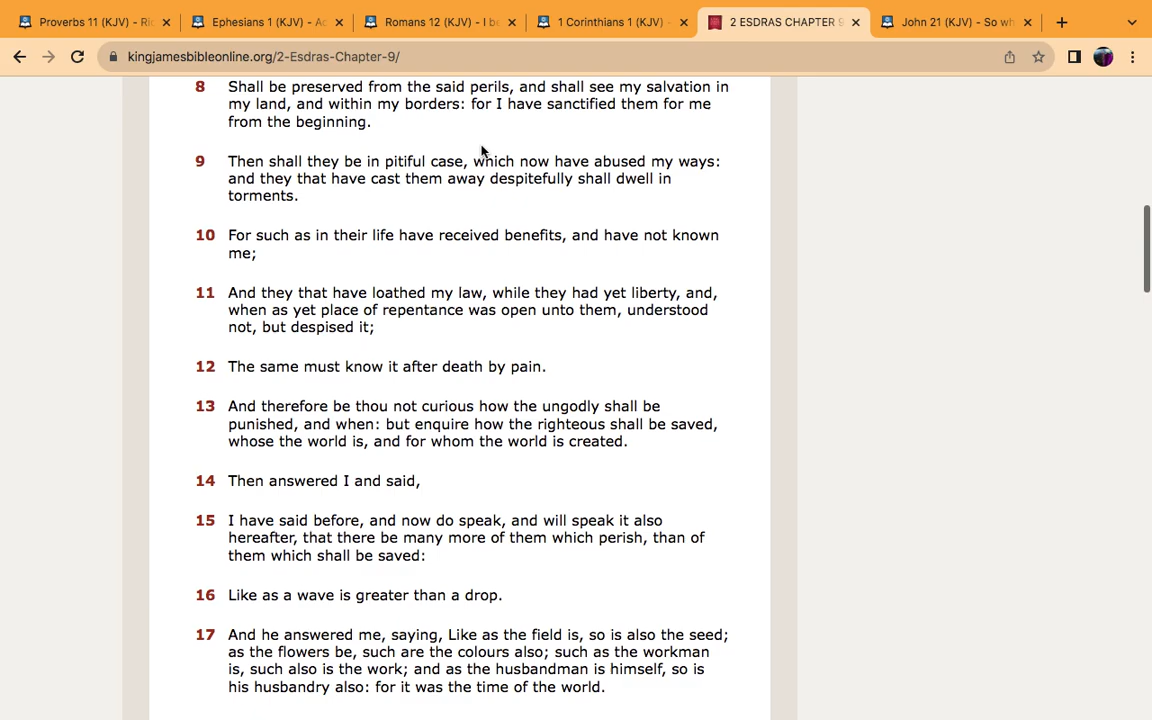 Proverbs 11 (KJV) - Ric
Ephesians 1 (KJV) - Ac
Romans 12 (KJV) - I be
1 Corinthians 1 (KJV) -
2 ESDRAS CHAPTER 9
John 21 (KJV) - So wh
kingjamesbibleonline.org/2-Esdras-Chapter-9/
8 Shall be preserved from the said perils, and shall see my salvation in
my land, and within my borders: for I have sanctified them for me
from the beginning.
9 Then shall they be in pitiful case, which now have abused my ways:
and they that have cast them away despitefully shall dwell in
torments.
10 For such as in their life have received benefits, and have not known
me;
11 And they that have loathed my law, while they had yet liberty, and,
when as yet place of repentance was open unto them, understood
not, but despised it;
12 The same must know it after death by pain.
13 And therefore be thou not curious how the ungodly shall be
punished, and when: but enquire how the righteous shall be saved,
whose the world is, and for whom the world is created.
14 Then answered I and said,
15 I have said before, and now do speak, and will speak it also
hereafter, that there be many more of them which perish, than of
them which shall be saved:
16 Like as a wave is greater than a drop.
17 And he answered me, saying, Like as the field is, so is also the seed;
as the flowers be, such are the colours also; such as the workman
is, such also is the work; and as the husbandman is himself, so is
his husbandry also: for it was the time of the world.